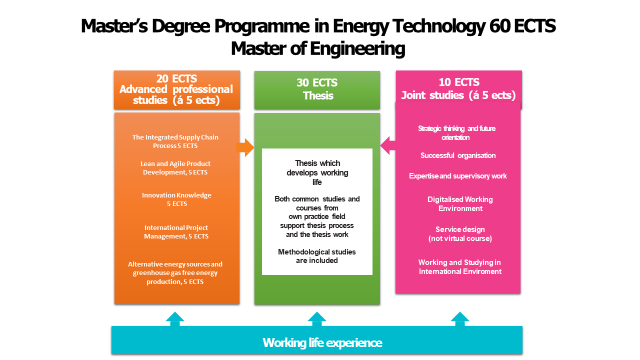 Master's Degree Programme in Energy Technology 60 ECTS
Master of Engineering
20 ECTS
Advanced professional
studies (á 5 ects)
The Integrated Supply Chain
Process 5 ECTS
Lean and Agile Product
Development, 5 ECTS
Innovation Knowledge
5 ECTS
International Project
Management, 5 ECTS
Alternative energy sources and
greenhouse gas free energy
production, 5 ECTS
30 ECTS
Thesis
Thesis which
develops working
life
Both common studies and
courses from
own practice field
support thesis process
and the thesis work
Methodological studies
are included
10 ECTS
Joint studies (á 5 ects)
Strategic thinking and future
orientation
Successful organisation
Expertise and supervisory work
Digitalised Working
Environment
Service design
(not virtual course)
Working and Studying in
International Enviroment
Working life experience